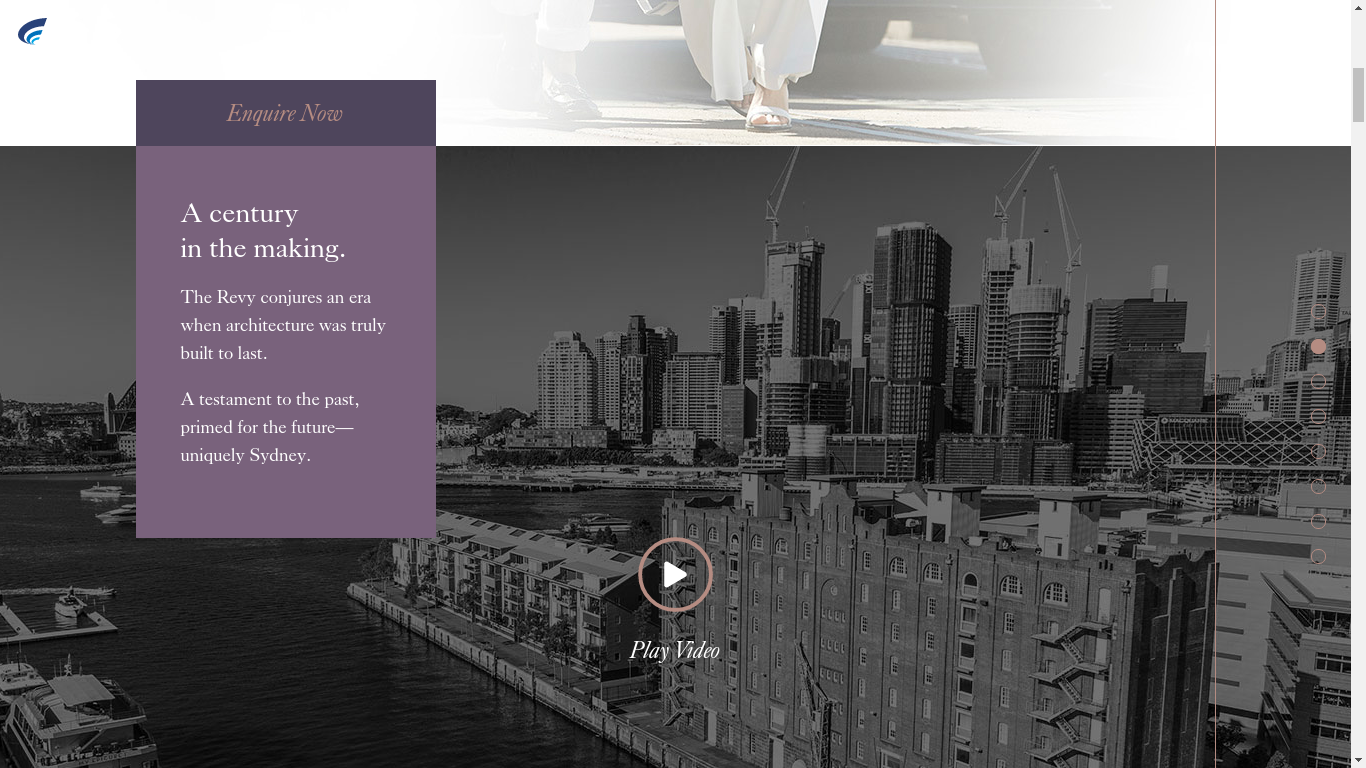 Enquire Now
A century
in the making.
The Revy conjures an era
when architecture was truly
built to last.
A testament to the past,
primed for the future—
uniquely Sydney.
MACQUARIE
Play Video